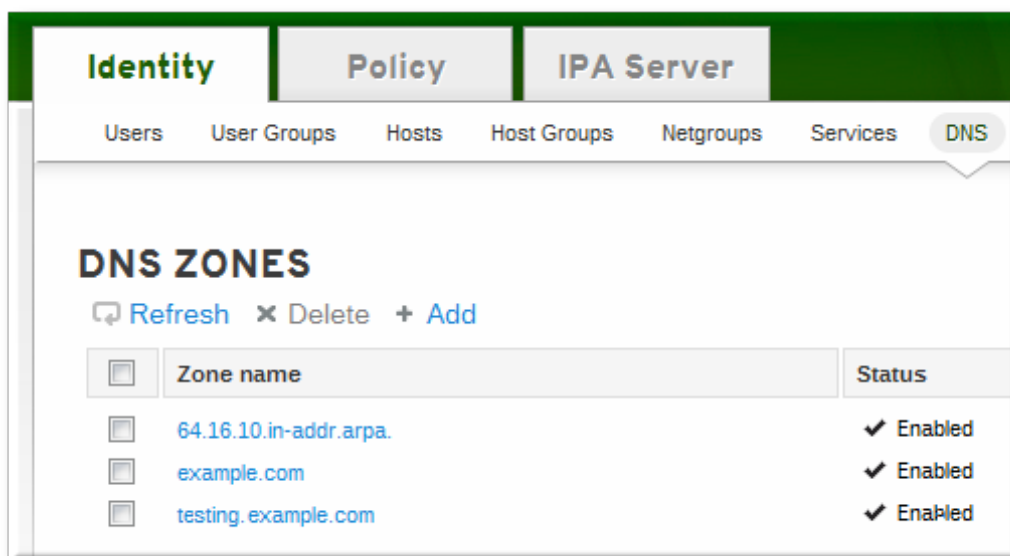 Identity Policy IPA Server
Users User Groups Hosts Host Groups Netgroups Services DNS
DNS ZONES
Refresh Delete + Add
Zone name Status
64.16.10.in-addr.arpa. Enabled
example.com Enabled
testing.example.com Enabled